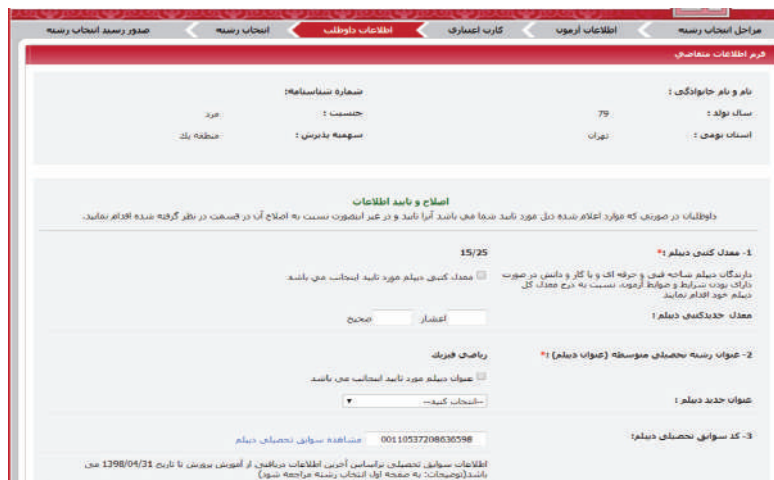 مراحل انتخاب رشته
اطلاعات آزمون
کارت اعتباری
اطلاعات داوطلب
انتخاب رشته
صدور رسید انتخاب رشته
فرم اطلاعات متقاضی
نام و نام خانوادگی :
شماره شناسنامه:
سال تولد : 79
جنسیت : مرد
استان بومی : تهران
سهمیه پذیرش : منطقه یك
اصلاح و تایید اطلاعات
داوطلبان در صورتی که موارد اعلام شده ذیل مورد تایید شما می باشد آنرا تایید و در غیر اینصورت نسبت به اصلاح آن در قسمت در نظر گرفته شده اقدام نمایید.
1- معدل کتبی دیپلم :* 15/25
دارندگان دیپلم شاخه فنی و حرفه ای و یا کار و دانش در صورت
دارای بودن شرایط و ضوابط آزمون، نسبت به درج معدل کل
دیپلم خود اقدام نمایند
معدل کتبی دیپلم مورد تایید اینجانب می باشد
معدل جدیدکتبی دیپلم : اعشار صحیح
2- عنوان رشته تحصیلی متوسطه (عنوان دیپلم) :* ریاضی فیزیك
عنوان دیپلم مورد تایید اینجانب می باشد
عنوان جدید دیپلم : --انتخاب کنید--
3- کد سوابق تحصیلی دیپلم: 00110537208636598 مشاهده سوابق تحصیلی دیپلم
اطلاعات سوابق تحصیلی براساس آخرین اطلاعات دریافتی از آموزش پرورش تا تاریخ 1398/04/31 می
باشد(توضیحات: به صفحه اول انتخاب رشته مراجعه شود)